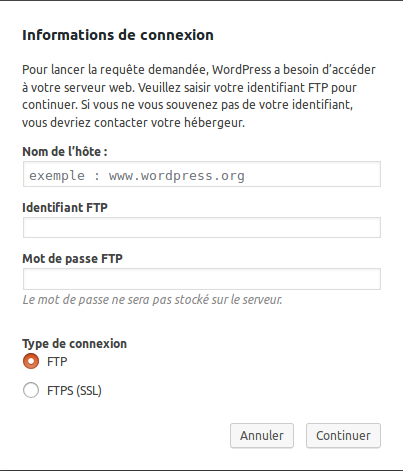 Informations de connexion
Pour lancer la requête demandée, WordPress a besoin d’accéder
à votre serveur web. Veuillez saisir votre identifiant FTP pour
continuer. Si vous ne vous souvenez pas de votre identifiant,
vous devriez contacter votre hébergeur.
Nom de l’hôte :
exemple : www.wordpress.org
Identifiant FTP
Mot de passe FTP
Le mot de passe ne sera pas stocké sur le serveur.
Type de connexion
FTP
FTPS (SSL)
Annuler Continuer